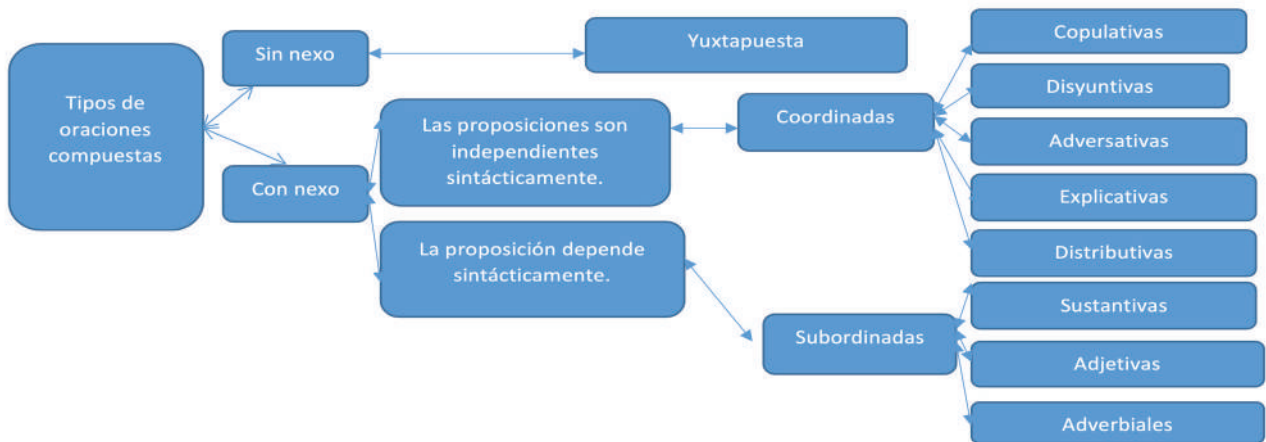 Tipos de
oraciones
compuestas
Sin nexo
Yuxtapuesta
Con nexo
Las proposiciones son
independientes
sintácticamente.
Coordinadas
Copulativas
Disyuntivas
Adversativas
Explicativas
Distributivas
La proposición depende
sintácticamente.
Subordinadas
Sustantivas
Adjetivas
Adverbiales